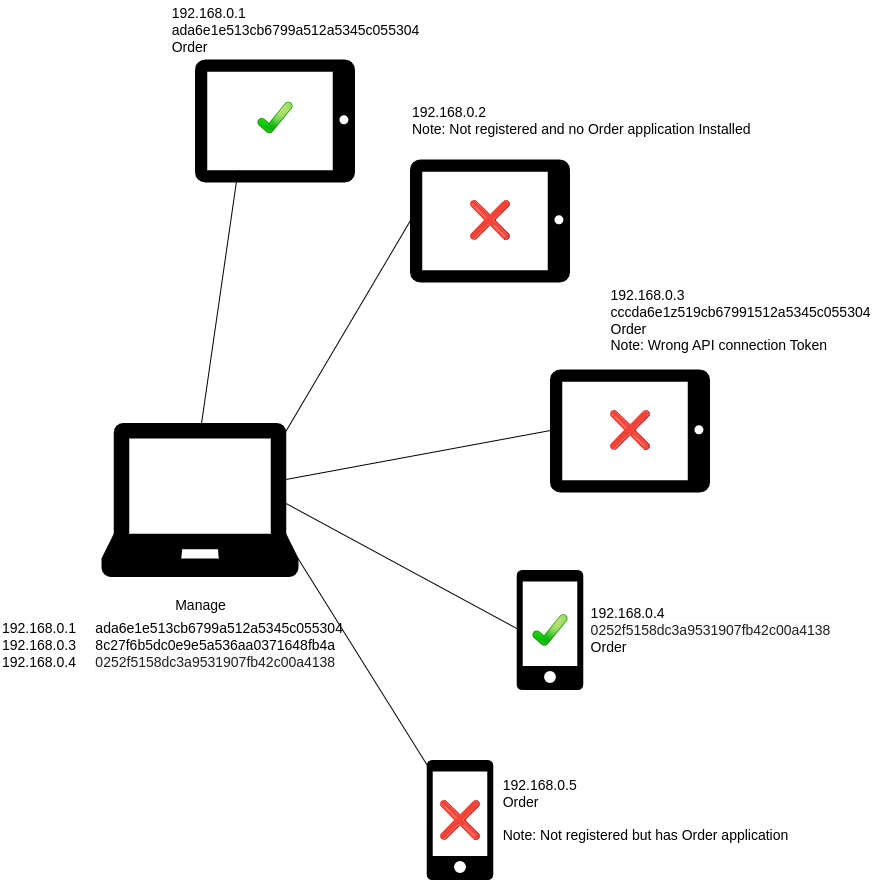 192.168.0.1
ada6e1e513cb6799a512a5345c055304
Order
192.168.0.2
Note: Not registered and no Order application Installed
192.168.0.3
cccda6e1z519cb67991512a5345c055304
Order
Note: Wrong API connection Token
Manage
192.168.0.1 ada6e1e513cb6799a512a5345c055304
192.168.0.3 8c27f6b5dc0e9e5a536aa0371648fb4a
192.168.0.4 0252f5158dc3a9531907fb42c00a4138
192.168.0.4
0252f5158dc3a9531907fb42c00a4138
Order
192.168.0.5
Order
Note: Not registered but has Order application